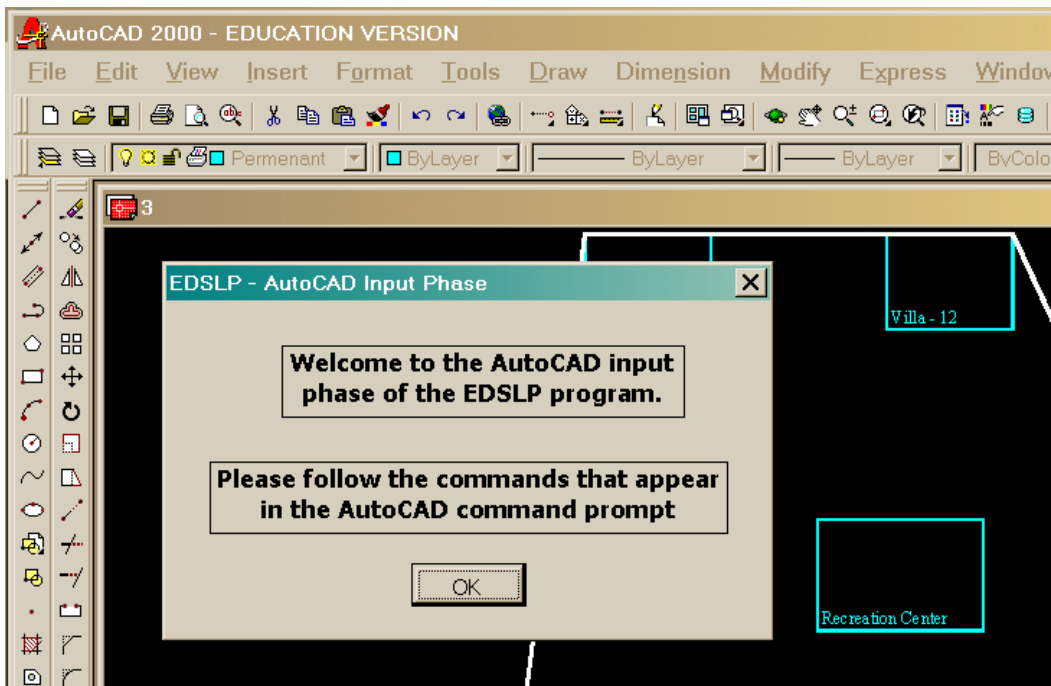 AutoCAD 2000 - EDUCATION VERSION
File Edit View Insert Format Tools Draw Dimension Modify Express Window
Permenant ByLayer ByLayer ByLayer ByColo
3
EDSLP - AutoCAD Input Phase
Villa - 12
Welcome to the AutoCAD input
phase of the EDSLP program.
Please follow the commands that appear
in the AutoCAD command prompt
OK
Recreation Center